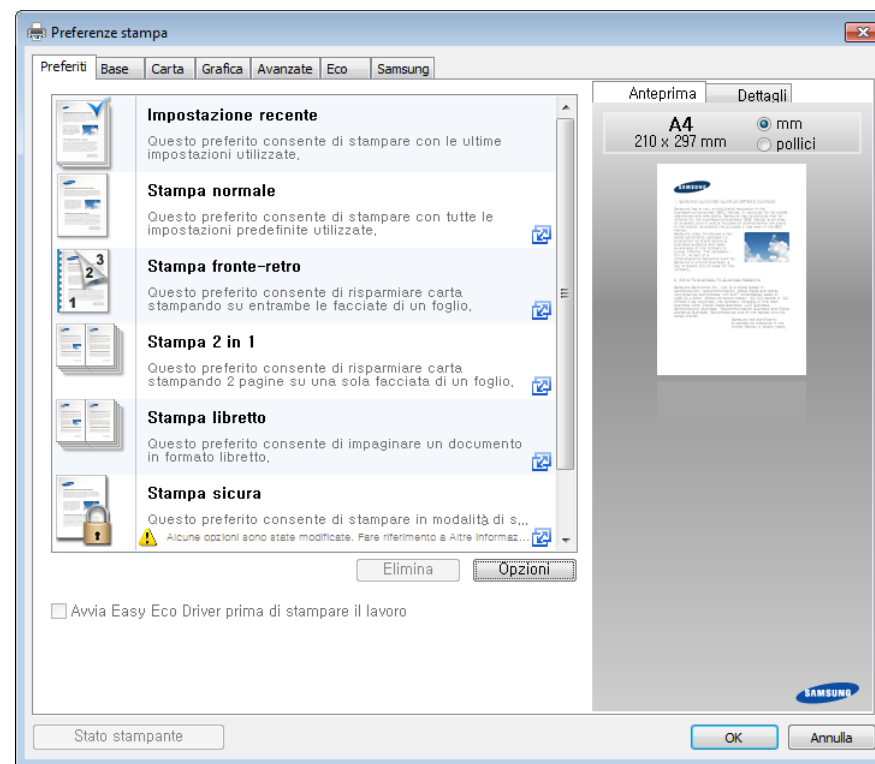 Preferenze stampa
Preferiti Base Carta Grafica Avanzate Eco Samsung
Impostazione recente
Questo preferito consente di stampare con le ultime
impostazioni utilizzate,
Stampa normale
Questo preferito consente di stampare con tutte le
impostazioni predefinite utilizzate,
Stampa fronte-retro
Questo preferito consente di risparmiare carta
stampando su entrambe le facciate di un foglio,
Stampa 2 in 1
Questo preferito consente di risparmiare carta
stampando 2 pagine su una sola facciata di un foglio,
Stampa libretto
Questo preferito consente di impaginare un documento
in formato libretto,
Stampa sicura
Questo preferito consente di stampare in modalità di s...
Alcune opzioni sono state modificate, Fare riferimento a Altre Informaz...
1 2 3
Elimina Opzioni
Avvia Easy Eco Driver prima di stampare il lavoro
Anteprima Dettagli
A4
210 x 297 mm
mm
pollici
SAMSUNG
SAMSUNG
Stato stampante
OK Annulla